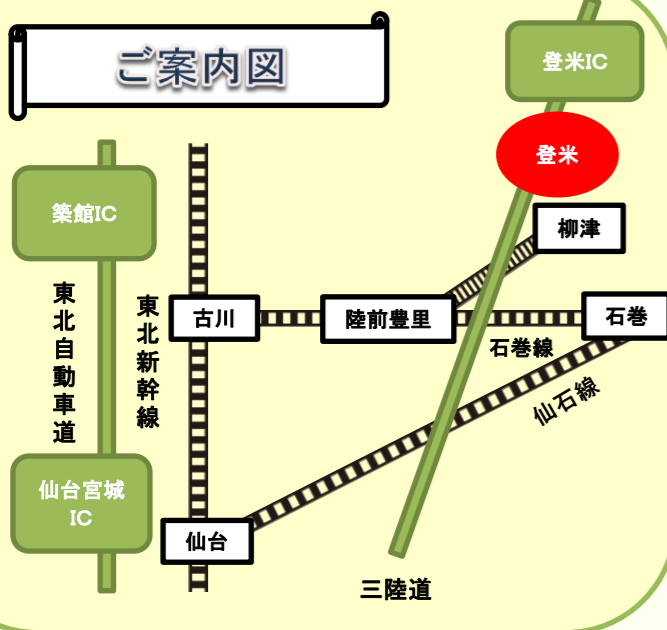 ご案内図
登米IC
登米
築館IC
柳津
古川
陸前豊里
石巻
東北自動車道
東北新幹線
石巻線
仙石線
仙台宮城
IC
仙台
三陸道